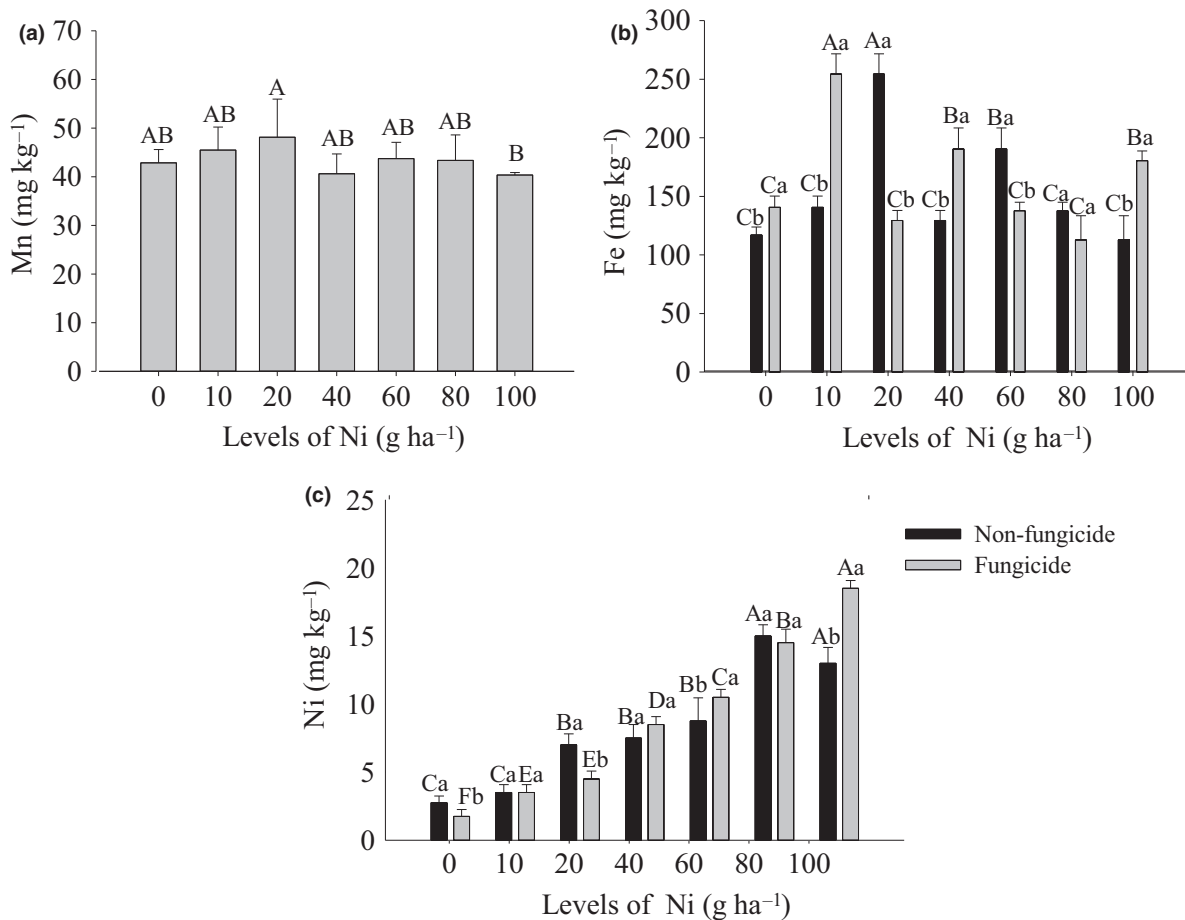 (a)
70
60
50
40
30
20
10
0
Mn (mg kg⁻¹)
AB AB A AB AB AB B
0 10 20 40 60 80 100
Levels of Ni (g ha⁻¹)
(b)
300
250
200
150
100
50
0
Fe (mg kg⁻¹)
Cb Ca Cb Aa Aa Cb Cb Ba Ba Cb Ca Ca Cb Ba
0 10 20 40 60 80 100
Levels of Ni (g ha⁻¹)
(c)
25
20
15
10
5
0
Ni (mg kg⁻¹)
Ca Fb Ca Ea Ba Eb Ba Da Bb Ca Aa Ba Ab Aa
0 10 20 40 60 80 100
Levels of Ni (g ha⁻¹)
Non-fungicide
Fungicide